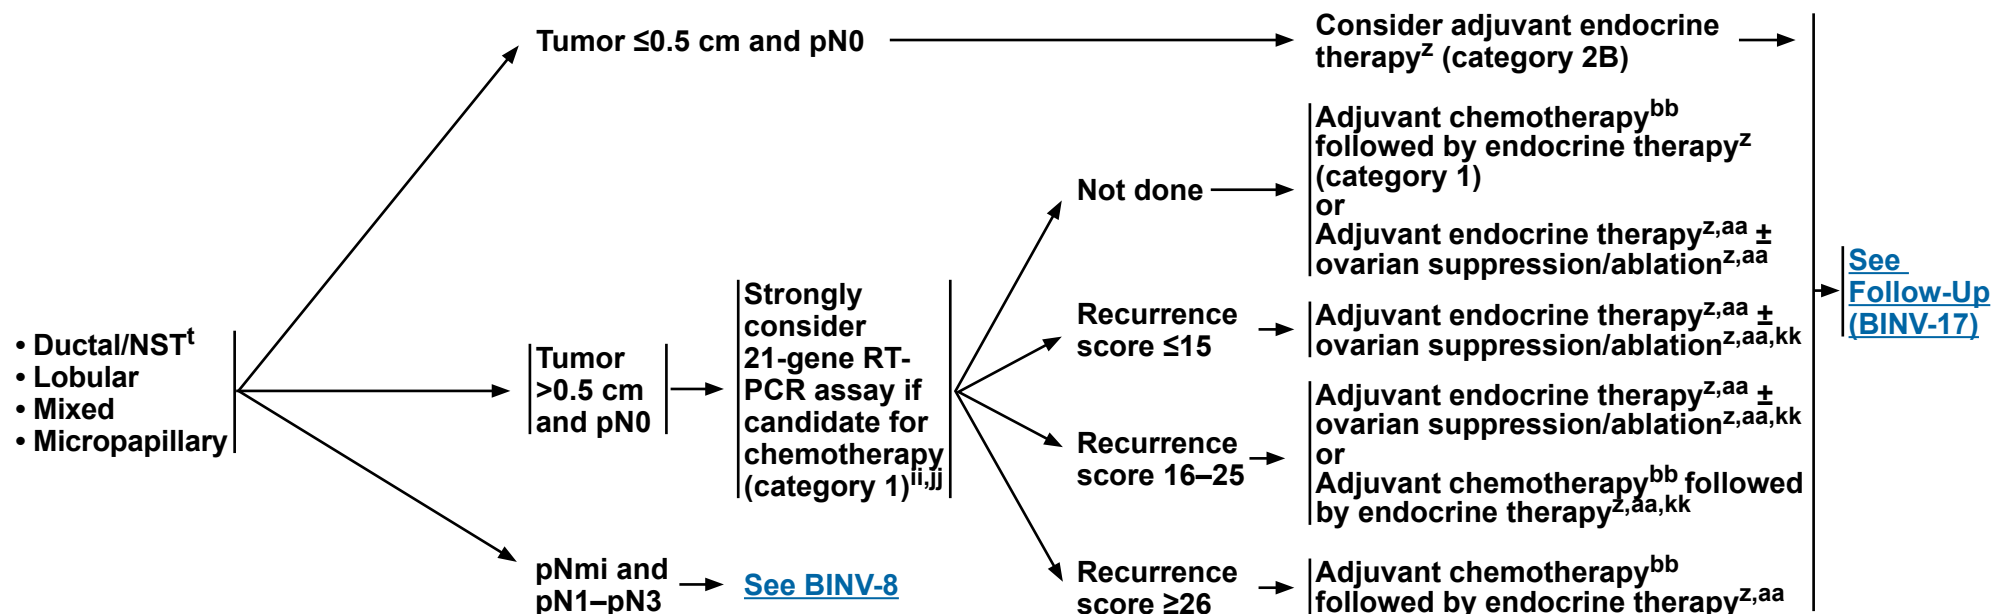 Tumor ≤0.5 cm and pN0
Consider adjuvant endocrine
therapyᶻ (category 2B)
• Ductal/NSTᵗ
• Lobular
• Mixed
• Micropapillary
Tumor
>0.5 cm
and pN0
Strongly
consider
21-gene RT-
PCR assay if
candidate for
chemotherapy
(category 1)ii,jj
Not done
Adjuvant chemotherapybb
followed by endocrine therapyz
(category 1)
or
Adjuvant endocrine therapyz,aa ±
ovarian suppression/ablationz,aa
Recurrence
score ≤15
Adjuvant endocrine therapyz,aa ±
ovarian suppression/ablationz,aa,kk
Recurrence
score 16–25
Adjuvant endocrine therapyz,aa ±
ovarian suppression/ablationz,aa,kk
or
Adjuvant chemotherapybb followed
by endocrine therapyz,aa,kk
Recurrence
score ≥26
Adjuvant chemotherapybb
followed by endocrine therapyz,aa
pNmi and
pN1–pN3
See BINV-8
See
Follow-Up
(BINV-17)